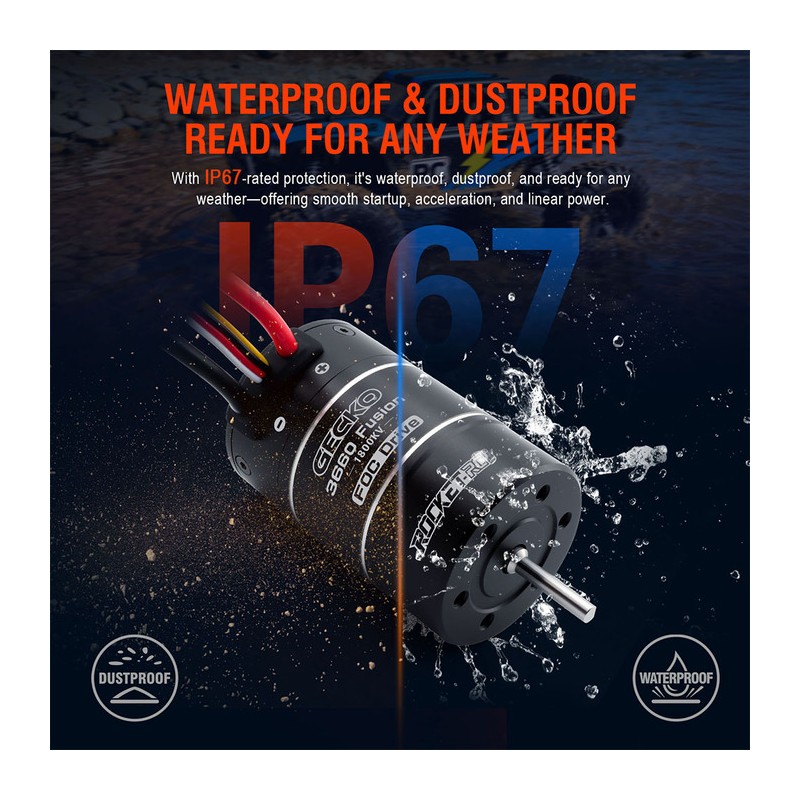 WATERPROOF & DUSTPROOF
READY FOR ANY WEATHER
With IP67-rated protection, it's waterproof, dustproof, and ready for any
weather—offering smooth startup, acceleration, and linear power.
IP67
GECKO
3660 Fusion
1800KV
FOC Drive
ROCKET-RC
DUSTPROOF
WATERPROOF